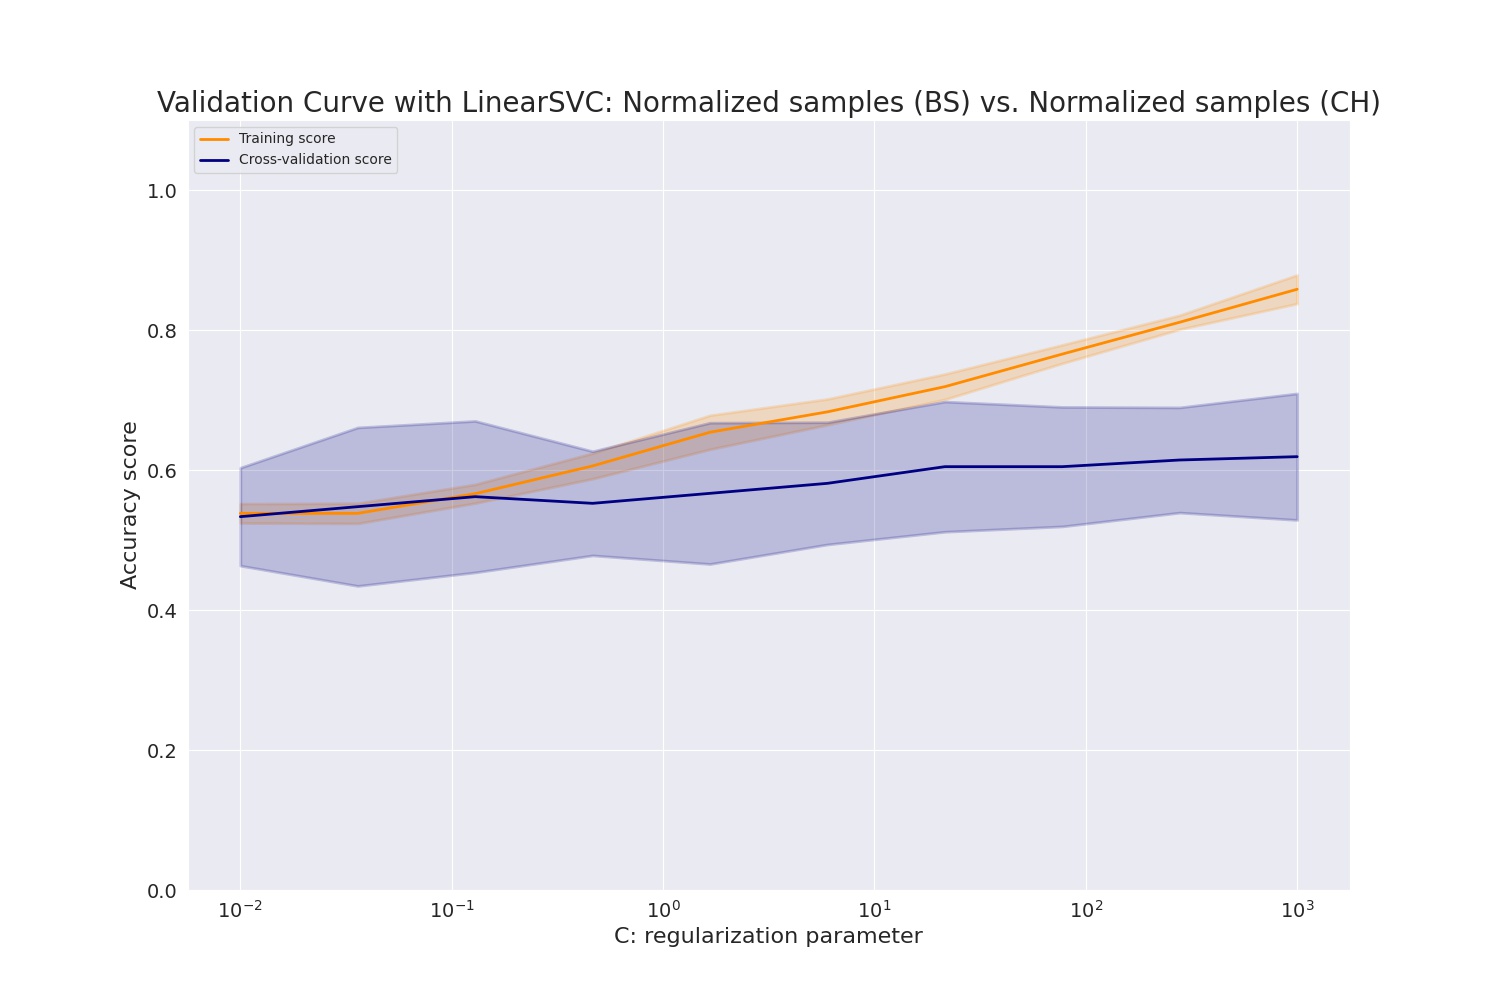 Validation Curve with LinearSVC: Normalized samples (BS) vs. Normalized samples (CH)
Training score
Cross-validation score
1.0
0.8
0.6
0.4
0.2
0.0
Accuracy score
10⁻² 10⁻¹ 10⁰ 10¹ 10² 10³
C: regularization parameter